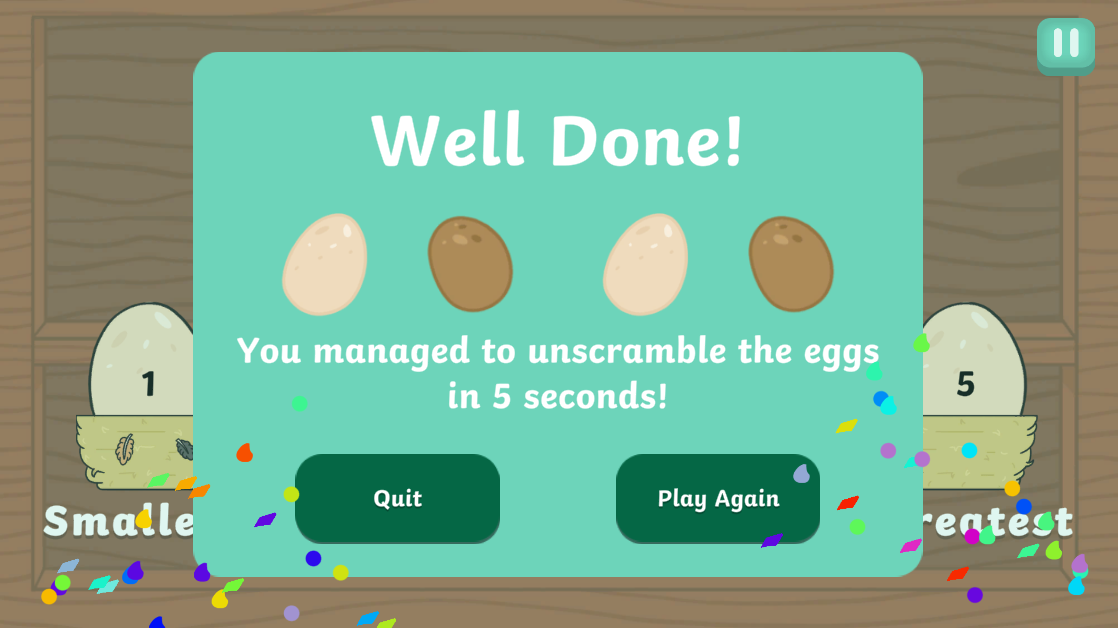 Well Done!
You managed to unscramble the eggs
in 5 seconds!
1
5
Quit
Play Again